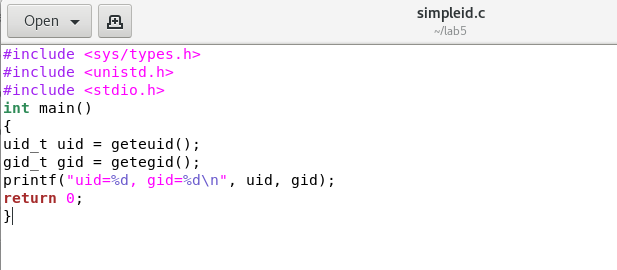 Open
simpleid.c
~/lab5
#include <sys/types.h>
#include <unistd.h>
#include <stdio.h>
int main()
{
uid_t uid = geteuid();
gid_t gid = getegid();
printf("uid=%d, gid=%d\n", uid, gid);
return 0;
}